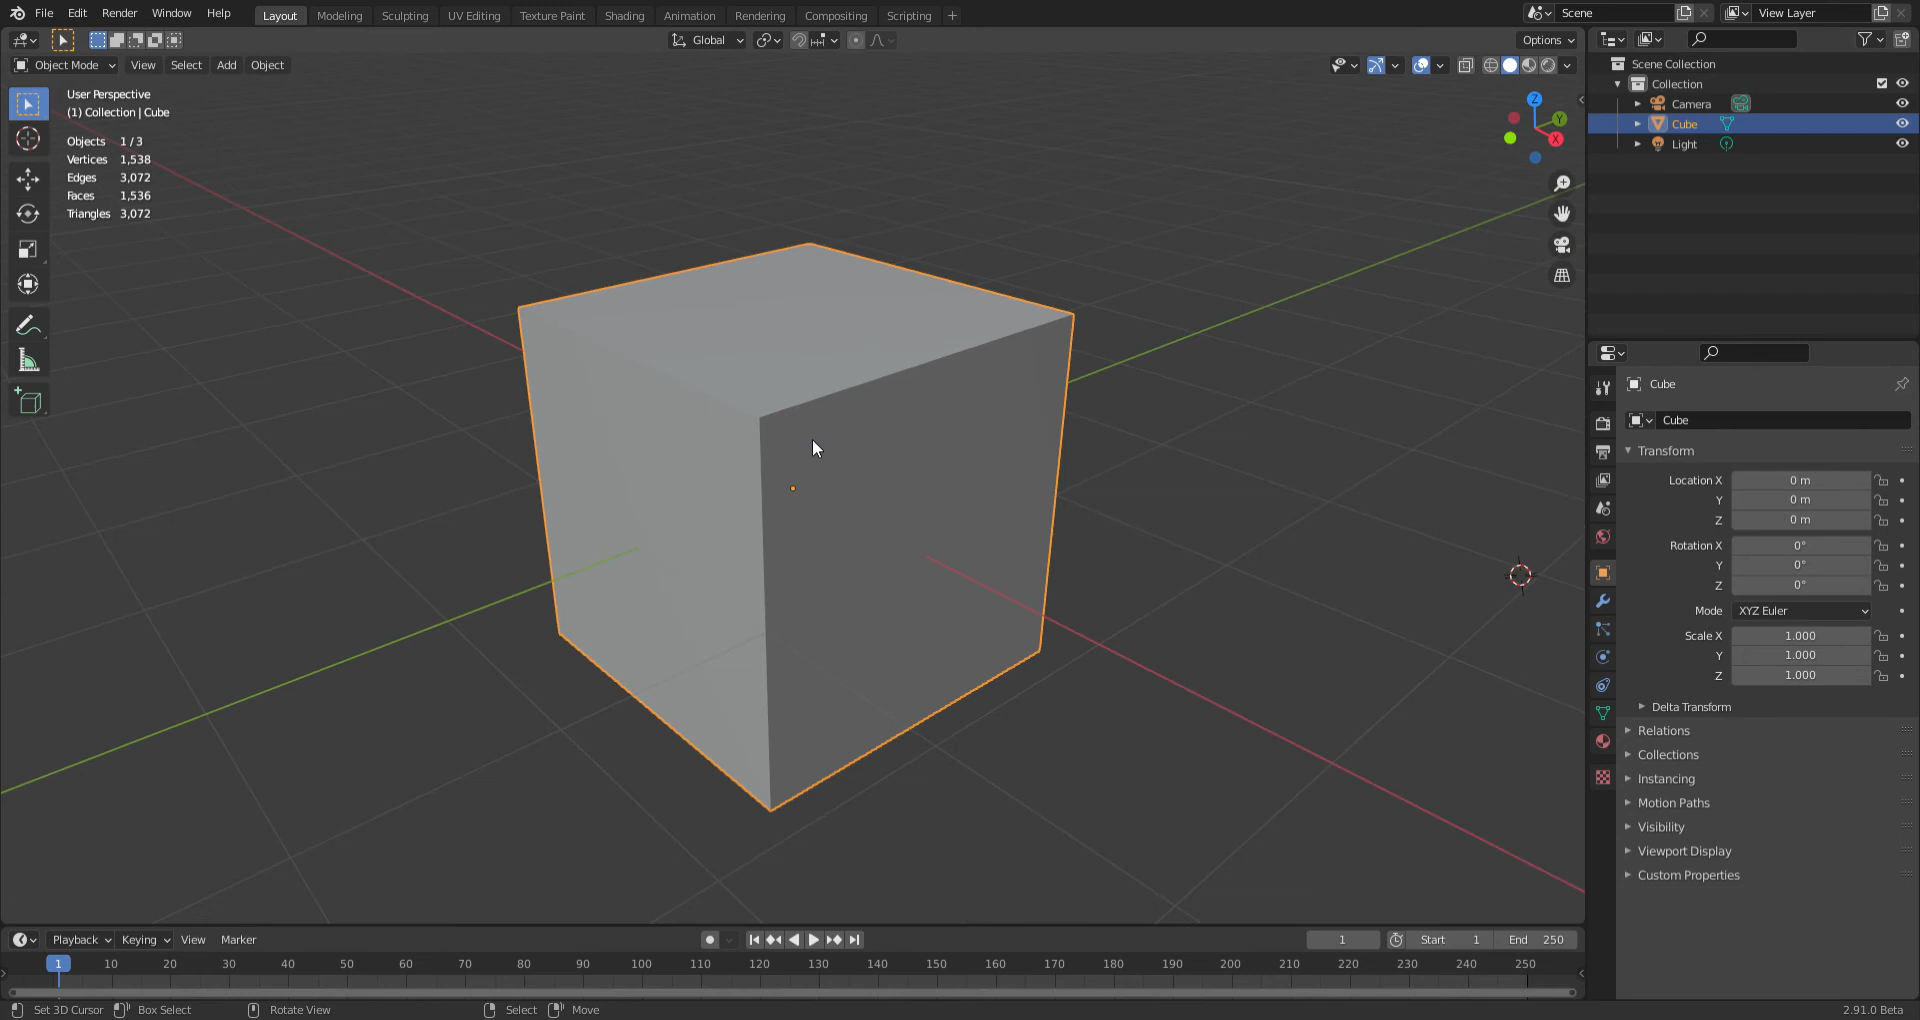 File Edit Render Window Help Layout Modeling Sculpting UV Editing Texture Paint Shading Animation Rendering Compositing Scripting + Scene View Layer
Global Options
Object Mode View Select Add Object
User Perspective
(1) Collection | Cube
Objects 1 / 3
Vertices 1,538
Edges 3,072
Faces 1,536
Triangles 3,072
Z
Y
X
Scene Collection
Collection
Camera
Cube
Light
Cube
Cube
Transform
Location X 0 m
Y 0 m
Z 0 m
Rotation X 0°
Y 0°
Z 0°
Mode XYZ Euler
Scale X 1.000
Y 1.000
Z 1.000
Delta Transform
Relations
Collections
Instancing
Motion Paths
Visibility
Viewport Display
Custom Properties
Playback Keying View Marker 1 Start 1 End 250
1 10 20 30 40 50 60 70 80 90 100 110 120 130 140 150 160 170 180 190 200 210 220 230 240 250
Set 3D Cursor Box Select Rotate View Select Move 2.91.0 Beta